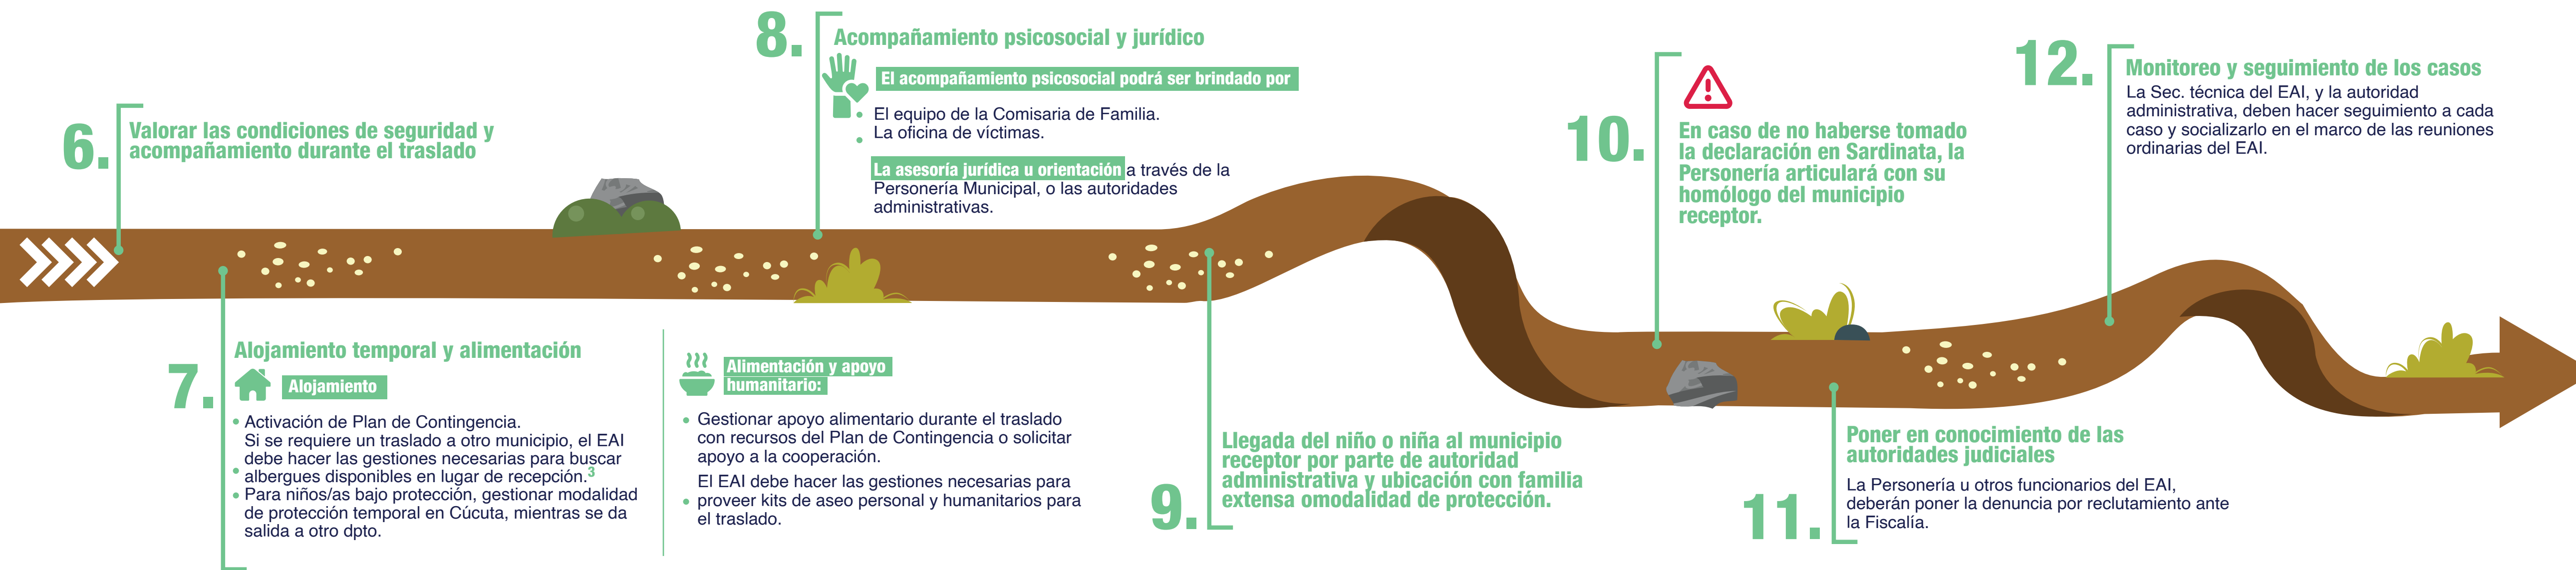 6.
Valorar las condiciones de seguridad y
acompañamiento durante el traslado
7.
Alojamiento temporal y alimentación
Alojamiento
Activación de Plan de Contingencia.
Si se requiere un traslado a otro municipio, el EAI
debe hacer las gestiones necesarias para buscar
albergues disponibles en lugar de recepción.3
Para niños/as bajo protección, gestionar modalidad
de protección temporal en Cúcuta, mientras se da
salida a otro dpto.
Alimentación y apoyo
humanitario:
Gestionar apoyo alimentario durante el traslado
con recursos del Plan de Contingencia o solicitar
apoyo a la cooperación.
El EAI debe hacer las gestiones necesarias para
proveer kits de aseo personal y humanitarios para
el traslado.
8.
Acompañamiento psicosocial y jurídico
El acompañamiento psicosocial podrá ser brindado por
El equipo de la Comisaria de Familia.
La oficina de víctimas.
La asesoría jurídica u orientación a través de la
Personería Municipal, o las autoridades
administrativas.
9.
Llegada del niño o niña al municipio
receptor por parte de autoridad
administrativa y ubicación con familia
extensa omodalidad de protección.
10.
En caso de no haberse tomado
la declaración en Sardinata, la
Personería articulará con su
homólogo del municipio
receptor.
11.
Poner en conocimiento de las
autoridades judiciales
La Personería u otros funcionarios del EAI,
deberán poner la denuncia por reclutamiento ante
la Fiscalía.
12.
Monitoreo y seguimiento de los casos
La Sec. técnica del EAI, y la autoridad
administrativa, deben hacer seguimiento a cada
caso y socializarlo en el marco de las reuniones
ordinarias del EAI.